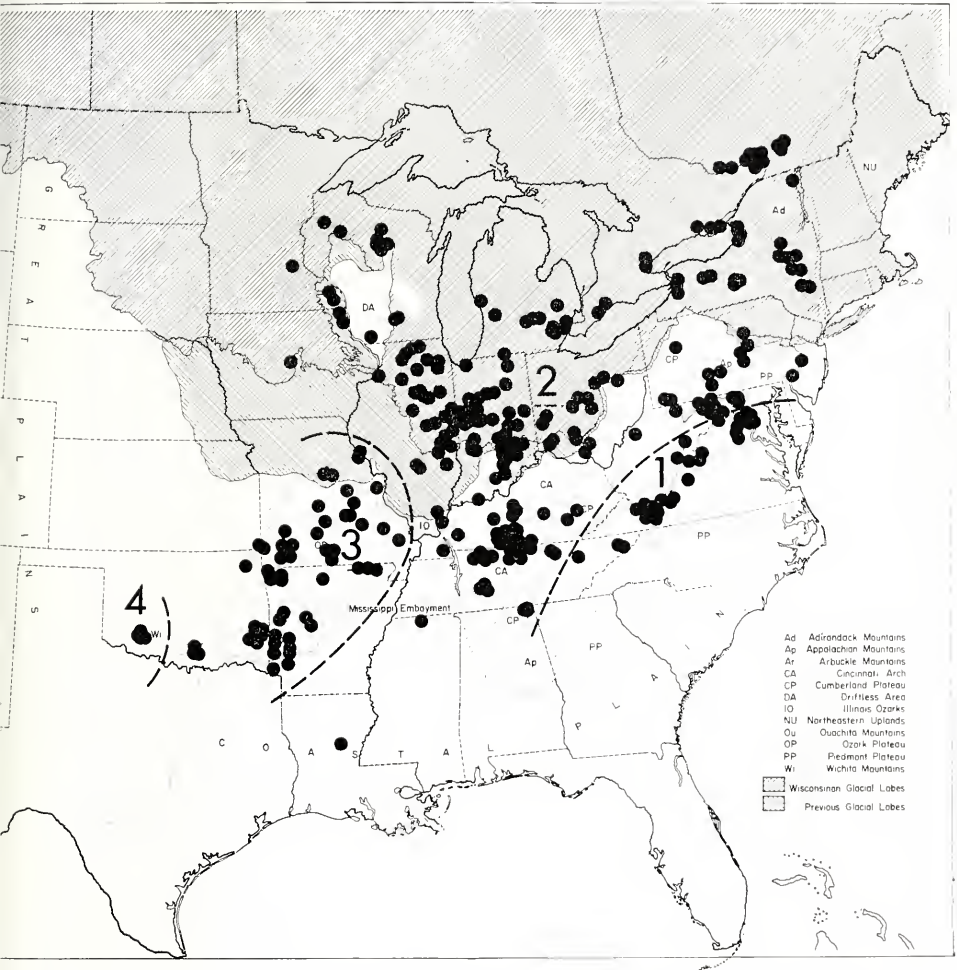 NU
Ad
G R E A T
P L A I N S
DA
CP
Ap
PP
2
1
CA
CP
IO
3
OP
PP
4
Wi
CA
Mississippi Embayment
CP
Ap
PP
C O A S T A L
P L A I N
Ad Adirondack Mountains
Ap Appalachian Mountains
Ar Arbuckle Mountains
CA Cincinnati Arch
CP Cumberland Plateau
DA Driftless Area
IO Illinois Ozarks
NU Northeastern Uplands
Ou Ouachita Mountains
OP Ozark Plateau
PP Piedmont Plateau
Wi Wichita Mountains
Wisconsinan Glacial Lobes
Previous Glacial Lobes